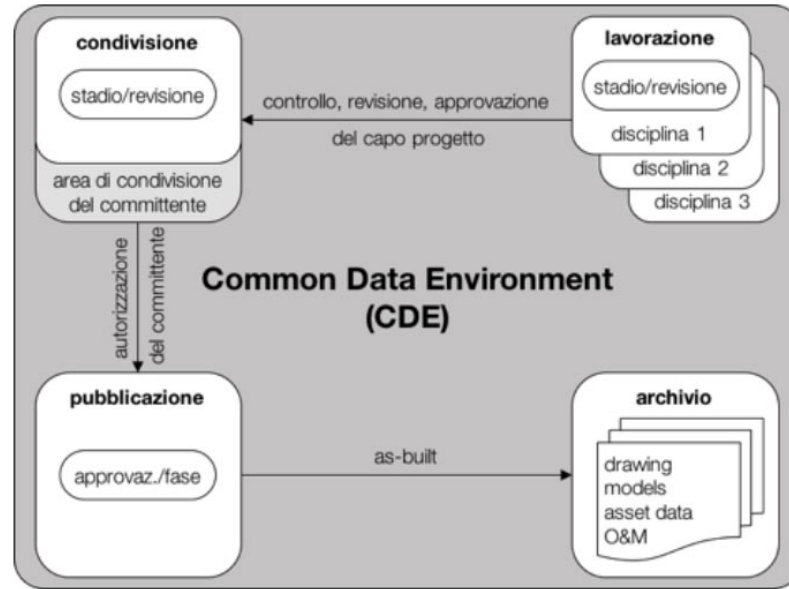 condivisione
stadio/revisione
area di condivisione
del committente
controllo, revisione, approvazione
del capo progetto
lavorazione
stadio/revisione
disciplina 1
disciplina 2
disciplina 3
Common Data Environment
(CDE)
autorizzazione
del committente
pubblicazione
approvaz./fase
as-built
archivio
drawing
models
asset data
O&M